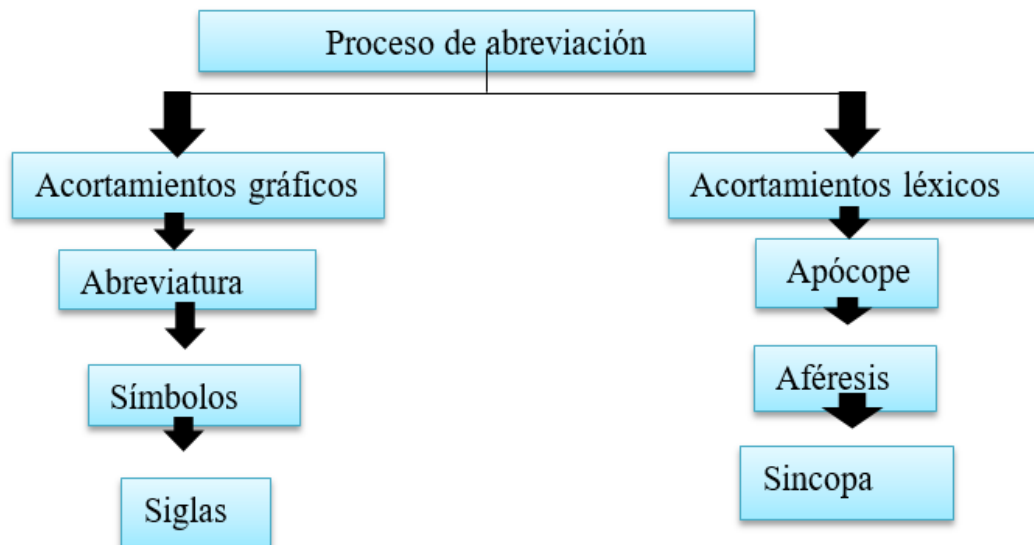 Proceso de abreviación
Acortamientos gráficos
Abreviatura
Símbolos
Siglas
Acortamientos léxicos
Apócope
Aféresis
Sincopa